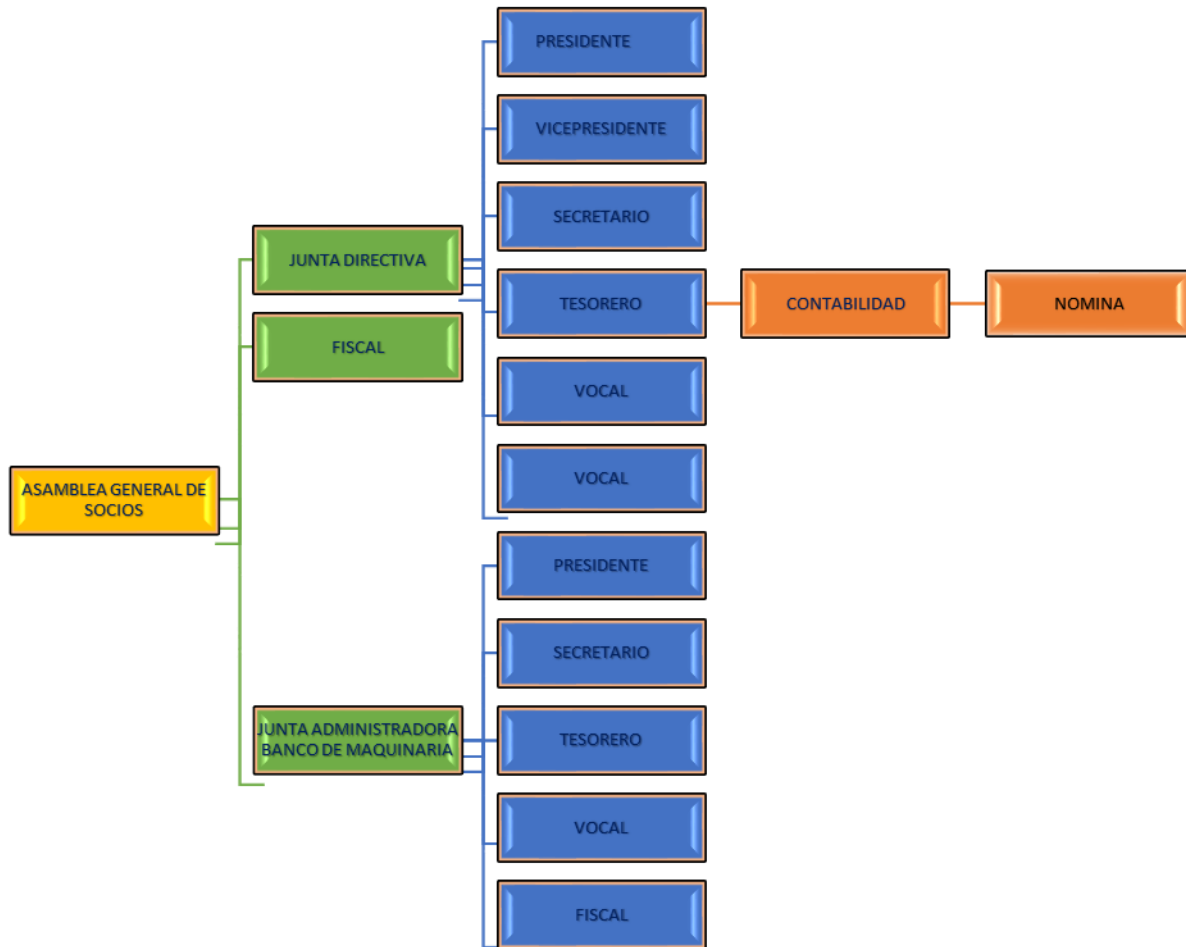 PRESIDENTE
VICEPRESIDENTE
SECRETARIO
JUNTA DIRECTIVA
TESORERO
CONTABILIDAD
NOMINA
FISCAL
VOCAL
VOCAL
ASAMBLEA GENERAL DE
SOCIOS
PRESIDENTE
SECRETARIO
JUNTA ADMINISTRADORA
BANCO DE MAQUINARIA
TESORERO
VOCAL
FISCAL